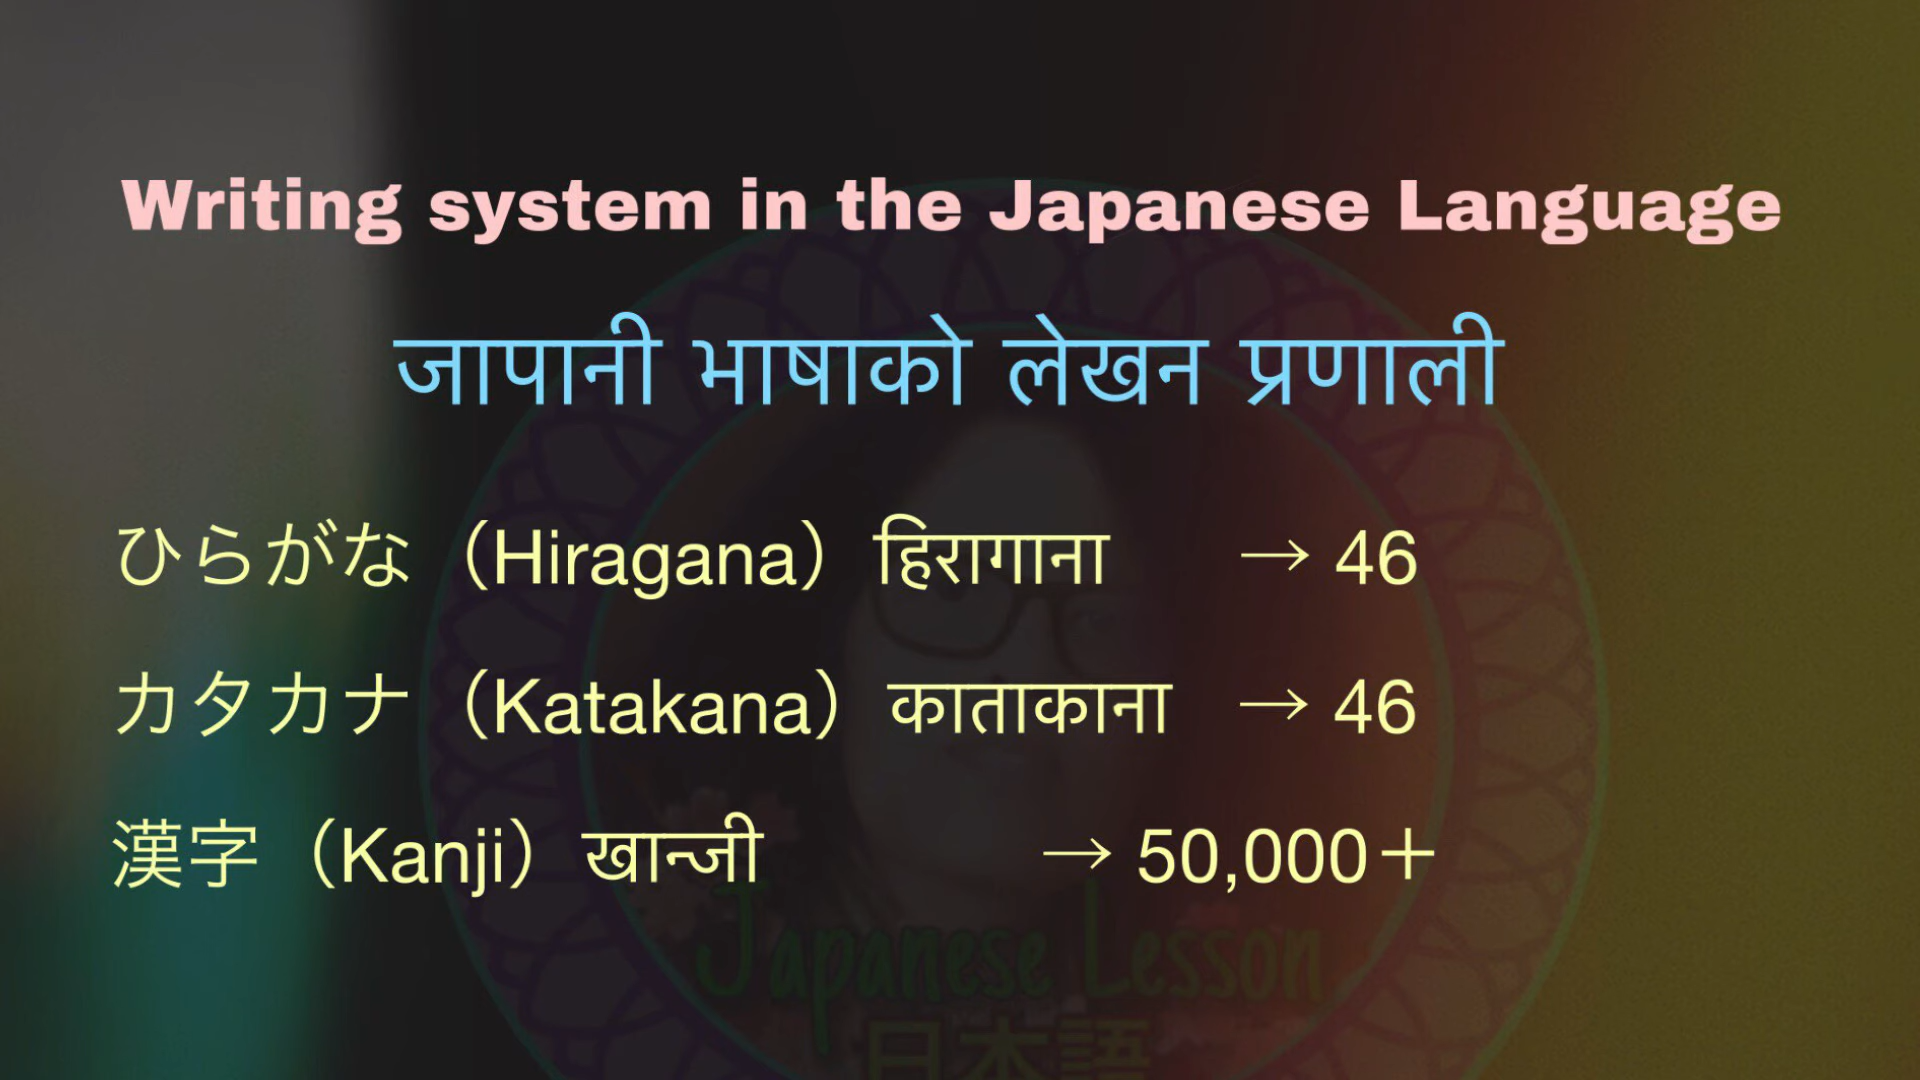 Writing system in the Japanese Language
जापानी भाषाको लेखन प्रणाली
ひらがな（Hiragana）हिरागाना → 46
カタカナ（Katakana）काताकाना → 46
漢字（Kanji）खान्जी → 50,000＋
Japanese Lesson
日本語